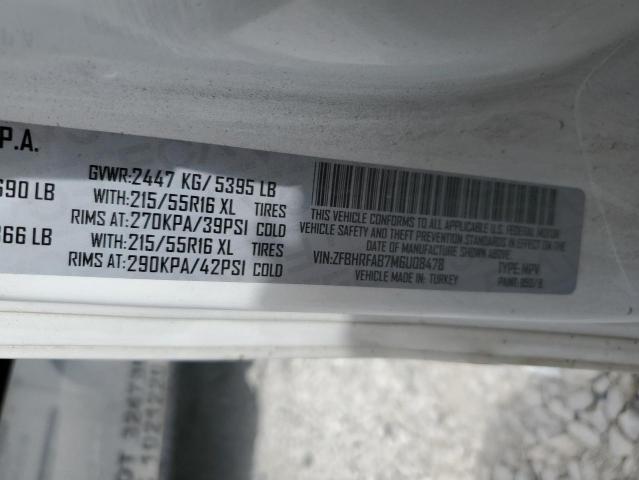 P.A.
GVWR:2447 KG/5395 LB
690 LB WITH:215/55R16 XL TIRES
RIMS AT:270KPA/39PSI COLD
866 LB WITH:215/55R16 XL TIRES
RIMS AT:290KPA/42PSI COLD
THIS VEHICLE CONFORMS TO ALL APPLICABLE U.S. FEDERAL MOTOR
VEHICLE SAFETY AND THEFT PREVENTION STANDARDS IN EFFECT ON
THE DATE OF MANUFACTURE SHOWN ABOVE.
VIN:ZFBHRFAB7M6U08478 TYPE:MPV
VEHICLE MADE IN: TURKEY